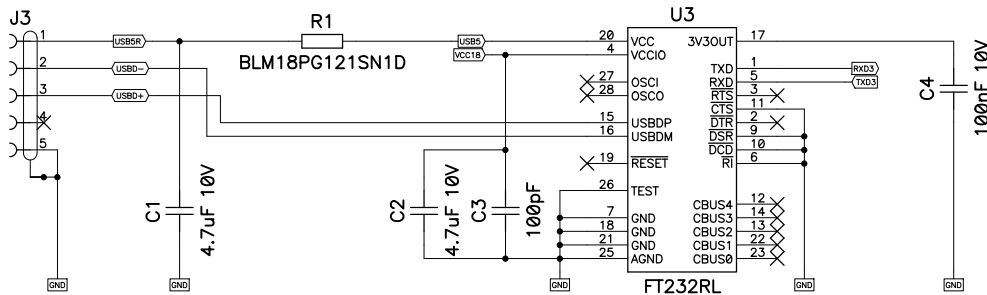 J3
1
2
3
4
5
USB5R
USBD-
USBD+
R1
BLM18PG121SN1D
USB5
VCC18
C1
4.7uF 10V
C2
4.7uF 10V
C3
100pF
U3
20 VCC 3V3OUT 17
4 VCCIO
TXD 1 RXD3
27 OSCI RXD 5 TXD3
28 OSCO RTS 3
CTS 11
15 USBDP DTR 2
16 USBDM DSR 9
DCD 10
19 RESET RI 6
26 TEST
CBUS4 12
7 GND CBUS3 14
18 GND CBUS2 13
21 GND CBUS1 22
25 AGND CBUS0 23
C4
100nF 10V
GND GND GND GND GND
FT232RL